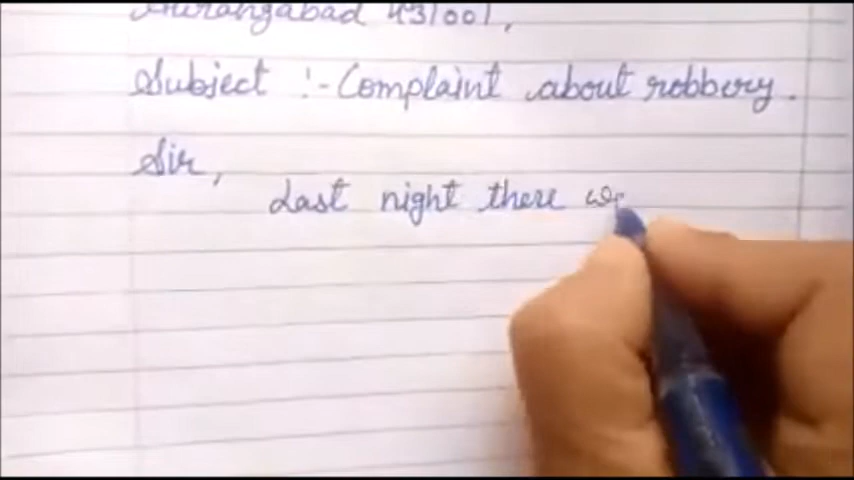 Aurangabad 431001,
Subject :- Complaint about robbery.
Sir,
Last night there